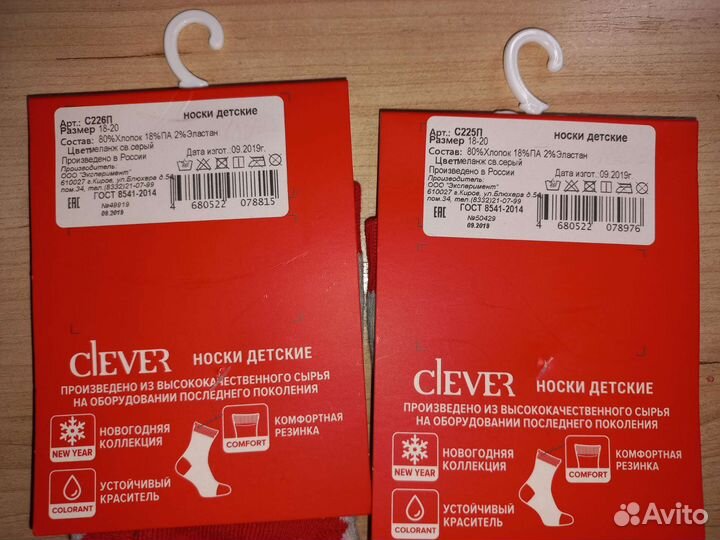 Арт.: С226П
НОСКИ ДЕТСКИЕ
Размер 18-20
Состав: 80%Хлопок 18%ПА 2%Эластан
Цвет:меланж св.серый
Произведено в России
Дата изгот.:09.2019г.
Производитель:
ООО "Эксперимент"
610027 г.Киров, ул.Блюхера д.54,
пом.34, тел.(8332)21-07-99
ЕАС
ГОСТ 8541-2014
№49919
09.2019
4 680522 078815
CLEVER
НОСКИ ДЕТСКИЕ
ПРОИЗВЕДЕНО ИЗ ВЫСОКОКАЧЕСТВЕННОГО СЫРЬЯ
НА ОБОРУДОВАНИИ ПОСЛЕДНЕГО ПОКОЛЕНИЯ
NEW YEAR
НОВОГОДНЯЯ
КОЛЛЕКЦИЯ
COMFORT
КОМФОРТНАЯ
РЕЗИНКА
COLORANT
УСТОЙЧИВЫЙ
КРАСИТЕЛЬ
Арт.: С225П
НОСКИ ДЕТСКИЕ
Размер 18-20
Состав: 80%Хлопок 18%ПА 2%Эластан
Цвет:меланж св.серый
Произведено в России
Дата изгот.:09.2019г
Производитель:
ООО "Эксперимент"
610027 г.Киров, ул.Блюхера д.54,
пом.34, тел.(8332)21-07-99
ЕАС
ГОСТ 8541-2014
№50429
09.2019
4 680522 078976
CLEVER
НОСКИ ДЕТСКИЕ
ПРОИЗВЕДЕНО ИЗ ВЫСОКОКАЧЕСТВЕННОГО СЫРЬЯ
НА ОБОРУДОВАНИИ ПОСЛЕДНЕГО ПОКОЛЕНИЯ
NEW YEAR
НОВОГОДНЯЯ
КОЛЛЕКЦИЯ
COMFORT
КОМФОРТНАЯ
РЕЗИНКА
COLORANT
УСТОЙЧИВЫЙ
КРАСИТЕЛЬ
Avito